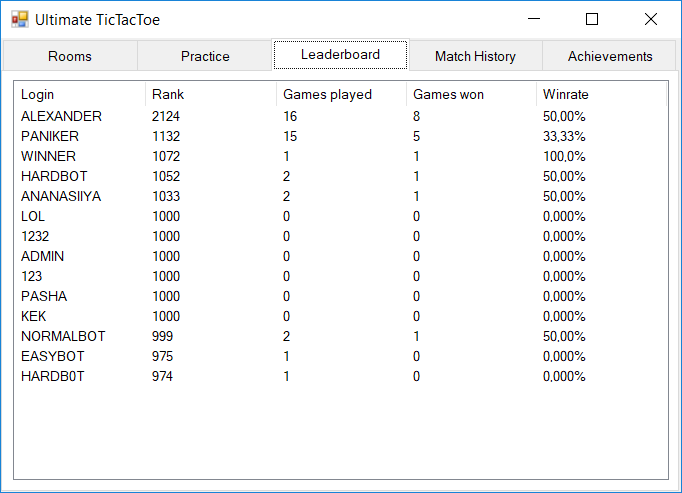 Ultimate TicTacToe
Rooms Practice Leaderboard Match History Achievements
Login Rank Games played Games won Winrate
ALEXANDER 2124 16 8 50,00%
PANIKER 1132 15 5 33,33%
WINNER 1072 1 1 100,0%
HARDBOT 1052 2 1 50,00%
ANANASIIYA 1033 2 1 50,00%
LOL 1000 0 0 0,000%
1232 1000 0 0 0,000%
ADMIN 1000 0 0 0,000%
123 1000 0 0 0,000%
PASHA 1000 0 0 0,000%
KEK 1000 0 0 0,000%
NORMALBOT 999 2 1 50,00%
EASYBOT 975 1 0 0,000%
HARDB0T 974 1 0 0,000%